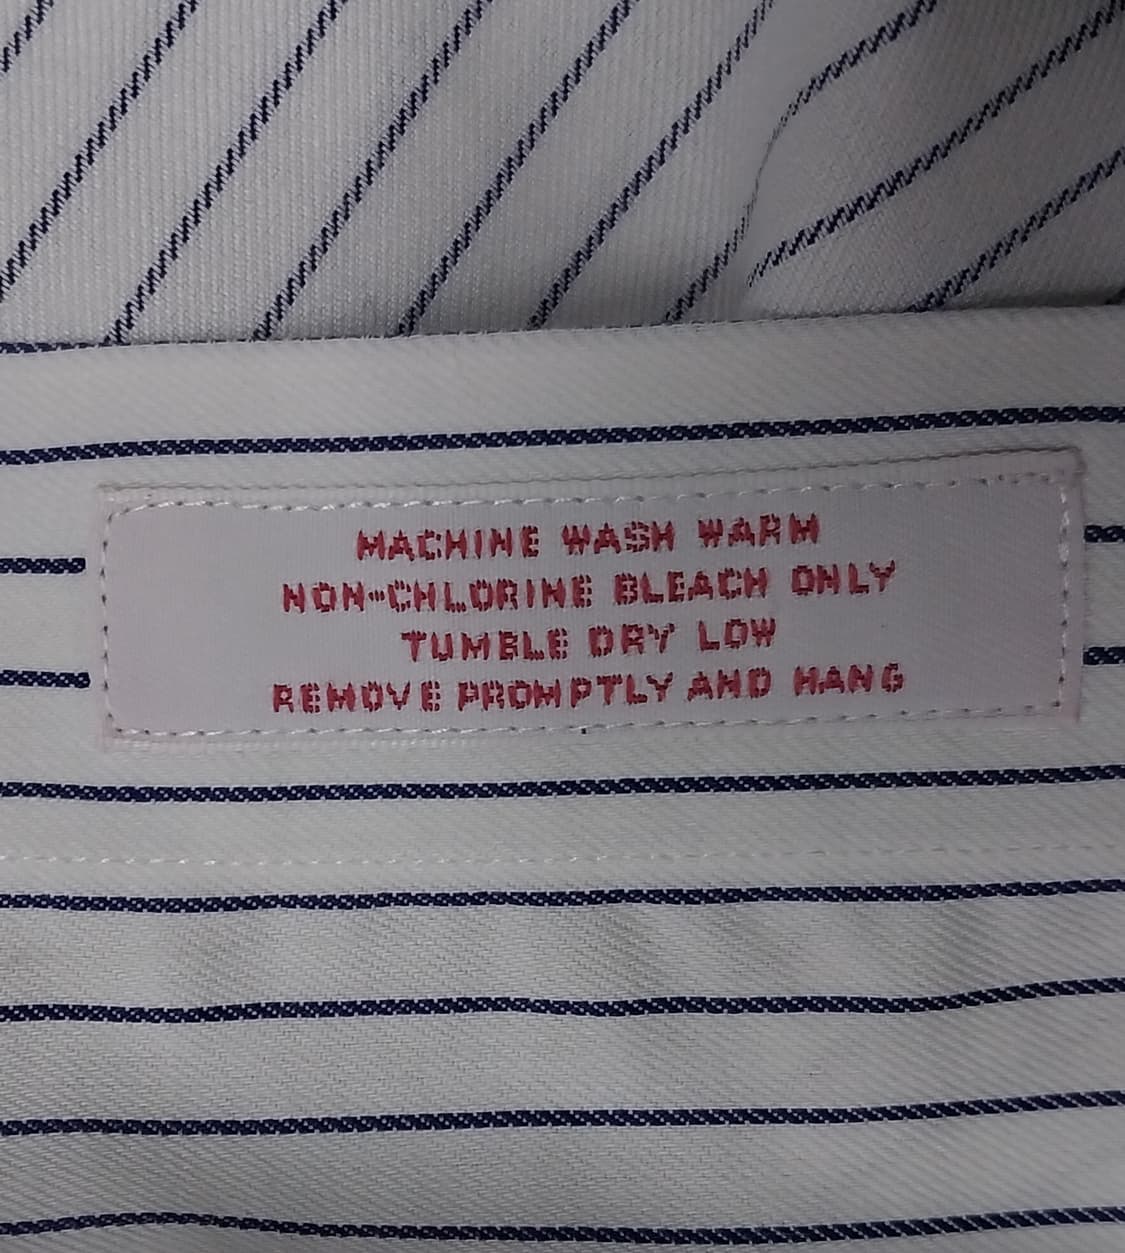 MACHINE WASH WARM
NON-CHLORINE BLEACH ONLY
TUMBLE DRY LOW
REMOVE PROMPTLY AND HANG